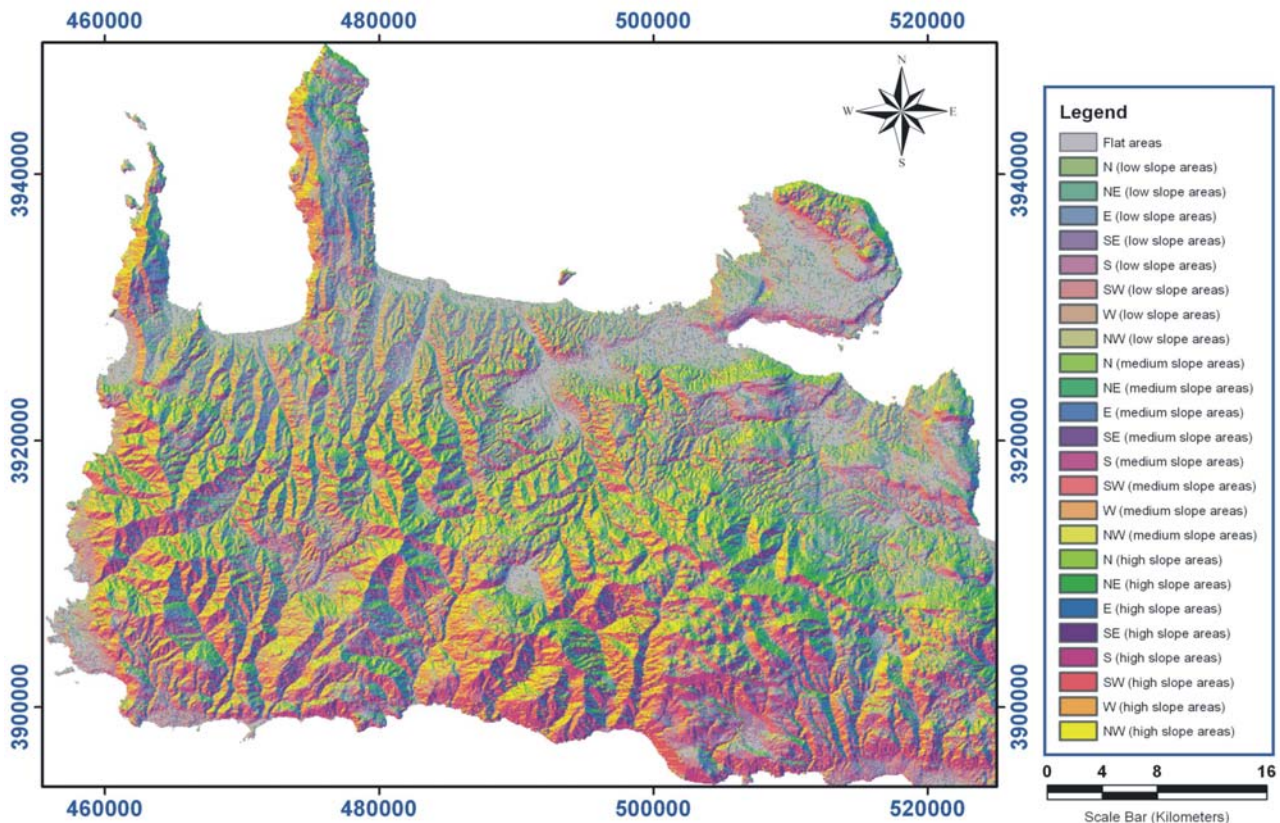 460000 480000 500000 520000
N
W E
S
3940000 3940000
3920000 3920000
3900000 3900000
460000 480000 500000 520000
Legend
Flat areas
N (low slope areas)
NE (low slope areas)
E (low slope areas)
SE (low slope areas)
S (low slope areas)
SW (low slope areas)
W (low slope areas)
NW (low slope areas)
N (medium slope areas)
NE (medium slope areas)
E (medium slope areas)
SE (medium slope areas)
S (medium slope areas)
SW (medium slope areas)
W (medium slope areas)
NW (medium slope areas)
N (high slope areas)
NE (high slope areas)
E (high slope areas)
SE (high slope areas)
S (high slope areas)
SW (high slope areas)
W (high slope areas)
NW (high slope areas)
0 4 8 16
Scale Bar (Kilometers)